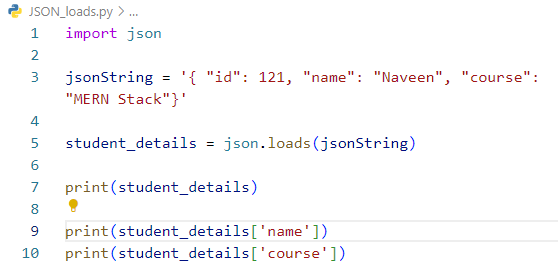 JSON_loads.py > ...
1 import json
2
3 jsonString = '{ "id": 121, "name": "Naveen", "course":
"MERN Stack"}'
4
5 student_details = json.loads(jsonString)
6
7 print(student_details)
8
9 print(student_details['name'])
10 print(student_details['course'])